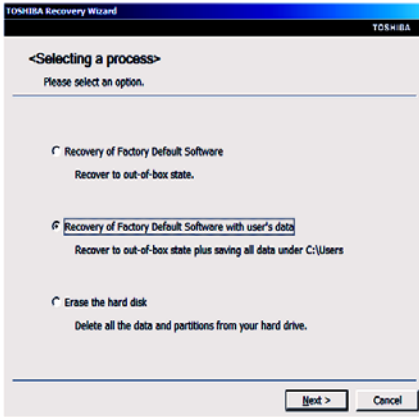 TOSHIBA Recovery Wizard
TOSHIBA
<Selecting a process>
Please select an option.
Recovery of Factory Default Software
Recover to out-of-box state.
Recovery of Factory Default Software with user's data
Recover to out-of-box state plus saving all data under C:\Users
Erase the hard disk
Delete all the data and partitions from your hard drive.
Next > Cancel